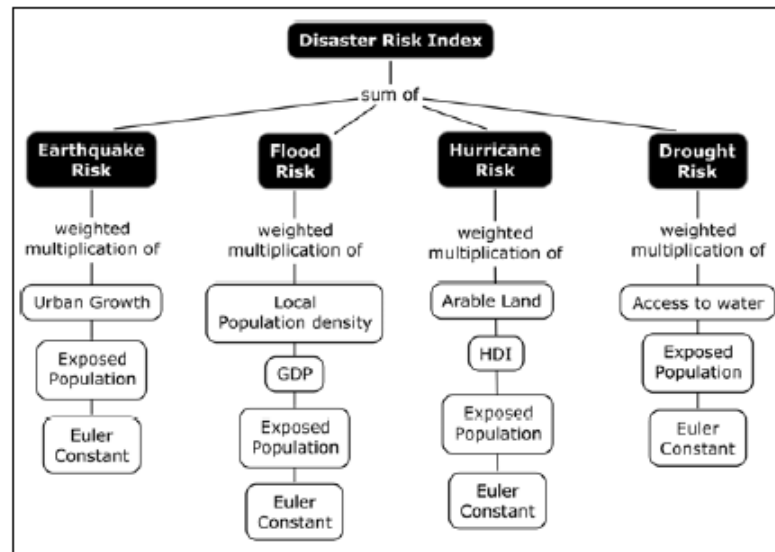 Disaster Risk Index
sum of
Earthquake
Risk
weighted
multiplication of
Urban Growth
Exposed
Population
Euler
Constant
Flood
Risk
weighted
multiplication of
Local
Population density
GDP
Exposed
Population
Euler
Constant
Hurricane
Risk
weighted
multiplication of
Arable Land
HDI
Exposed
Population
Euler
Constant
Drought
Risk
weighted
multiplication of
Access to water
Exposed
Population
Euler
Constant